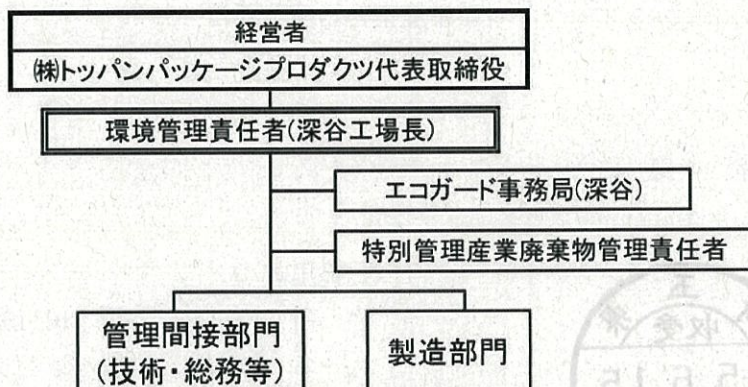 経営者
㈱トッパンパッケージプロダクツ代表取締役
環境管理責任者(深谷工場長)
エコガード事務局(深谷)
特別管理産業廃棄物管理責任者
管理間接部門
(技術・総務等)
製造部門